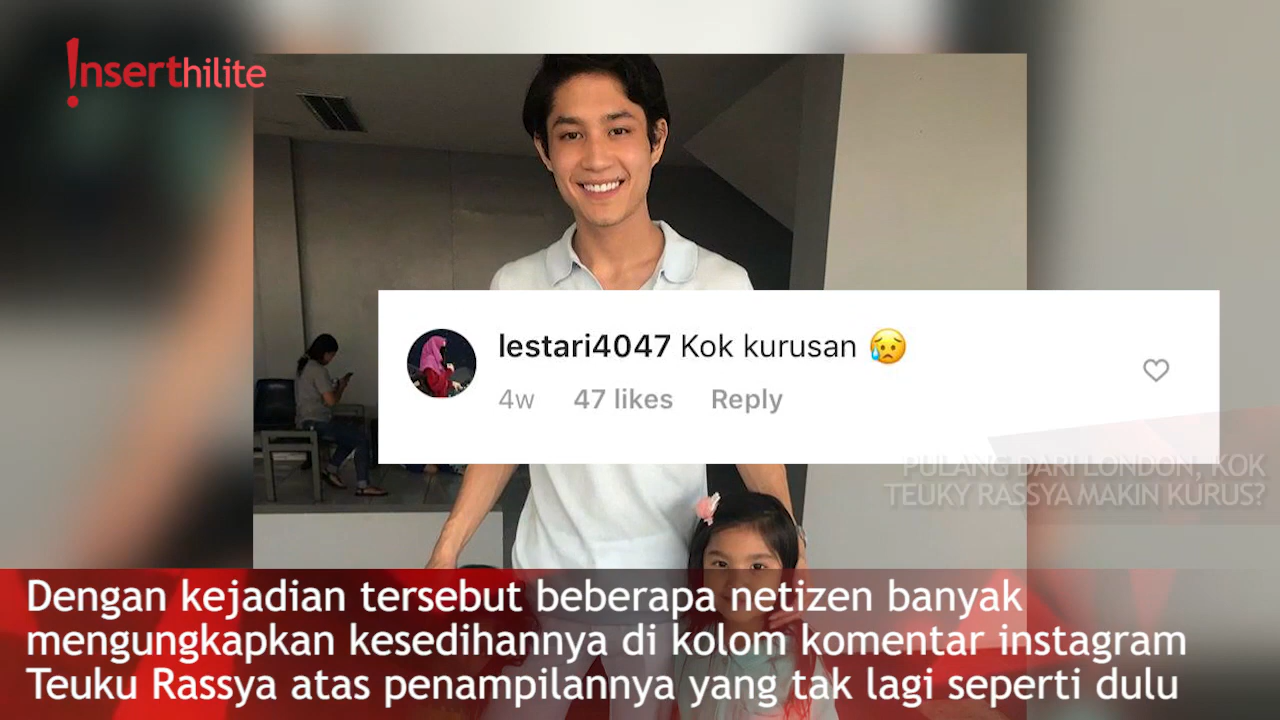 Inserthilite
lestari4047 Kok kurusan 😥
4w 47 likes Reply
PULANG DARI LONDON, KOK
TEUKY RASSYA MAKIN KURUS?
Dengan kejadian tersebut beberapa netizen banyak
mengungkapkan kesedihannya di kolom komentar instagram
Teuku Rassya atas penampilannya yang tak lagi seperti dulu